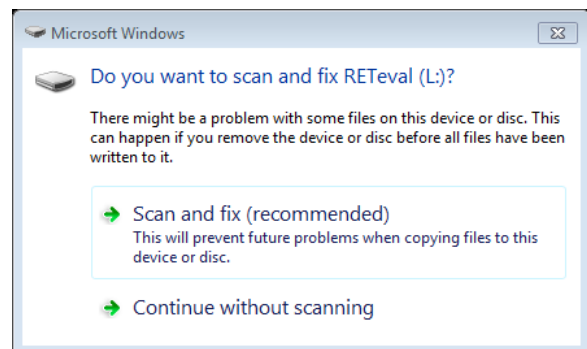 Microsoft Windows
Do you want to scan and fix RETeval (L:)?
There might be a problem with some files on this device or disc. This
can happen if you remove the device or disc before all files have been
written to it.
Scan and fix (recommended)
This will prevent future problems when copying files to this
device or disc.
Continue without scanning